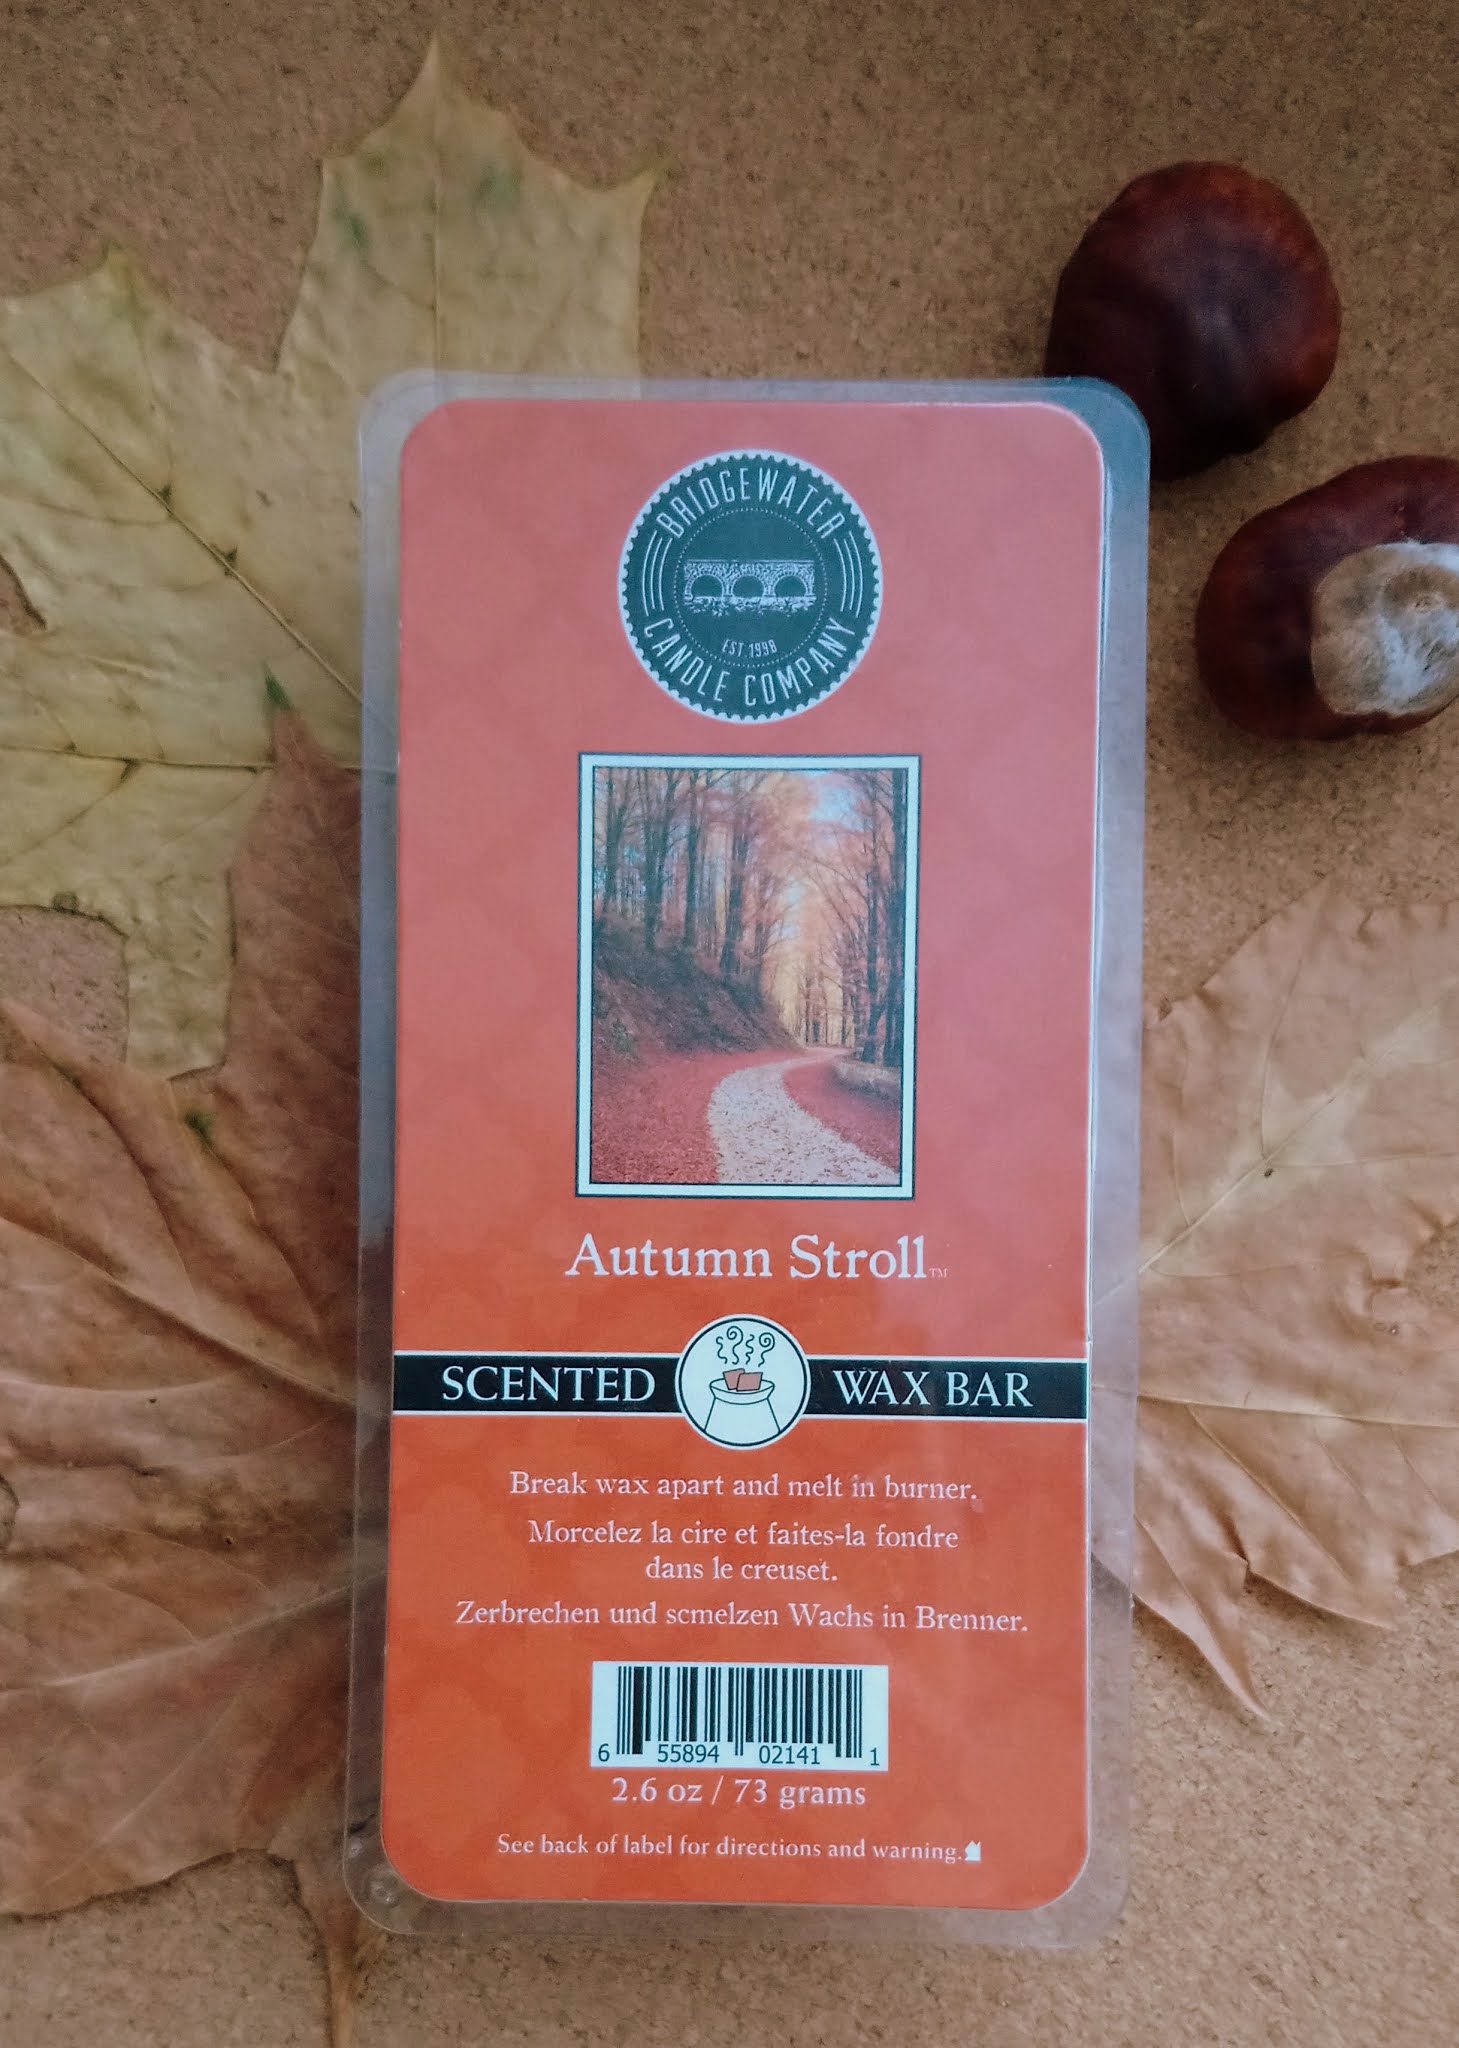 BRIDGEWATER
EST 1998
CANDLE COMPANY
Autumn Stroll™
SCENTED WAX BAR
Break wax apart and melt in burner.
Morcelez la cire et faites-la fondre
dans le creuset.
Zerbrechen und scmelzen Wachs in Brenner.
6 55894 02141 1
2.6 oz / 73 grams
See back of label for directions and warning.